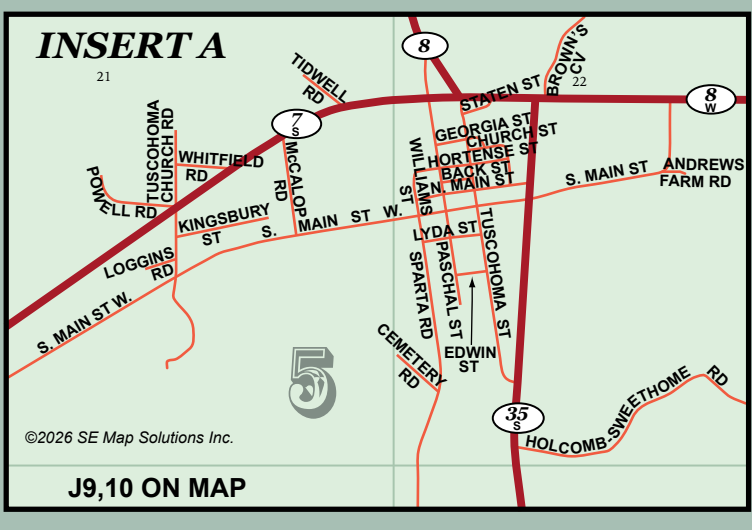 INSERT A
21
8
TIDWELL
RD
BROWN'S
CV
22
STATEN ST
8
W
7
S
GEORGIA ST
CHURCH ST
TUSCOHOMA
CHURCH RD
WHITFIELD
RD
McCALOP
RD
WILLIAMS
ST
HORTENSE ST
BACK ST
N. MAIN ST
S. MAIN ST
ANDREWS
FARM RD
POWELL RD
KINGSBURY
ST
S. MAIN ST W.
LYDA ST
TUSCOHOMA ST
LOGGINS
RD
SPARTA RD
PASCHAL ST
S. MAIN ST W.
EDWIN
ST
CEMETERY
RD
5
HOLCOMB-SWEETHOME RD
35
S
©2026 SE Map Solutions Inc.
J9,10 ON MAP